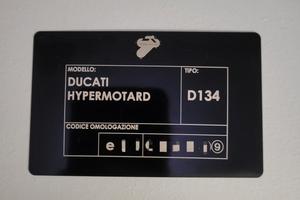 MODELLO:
TIPO:
DUCATI
HYPERMOTARD
D134
CODICE OMOLOGAZIONE